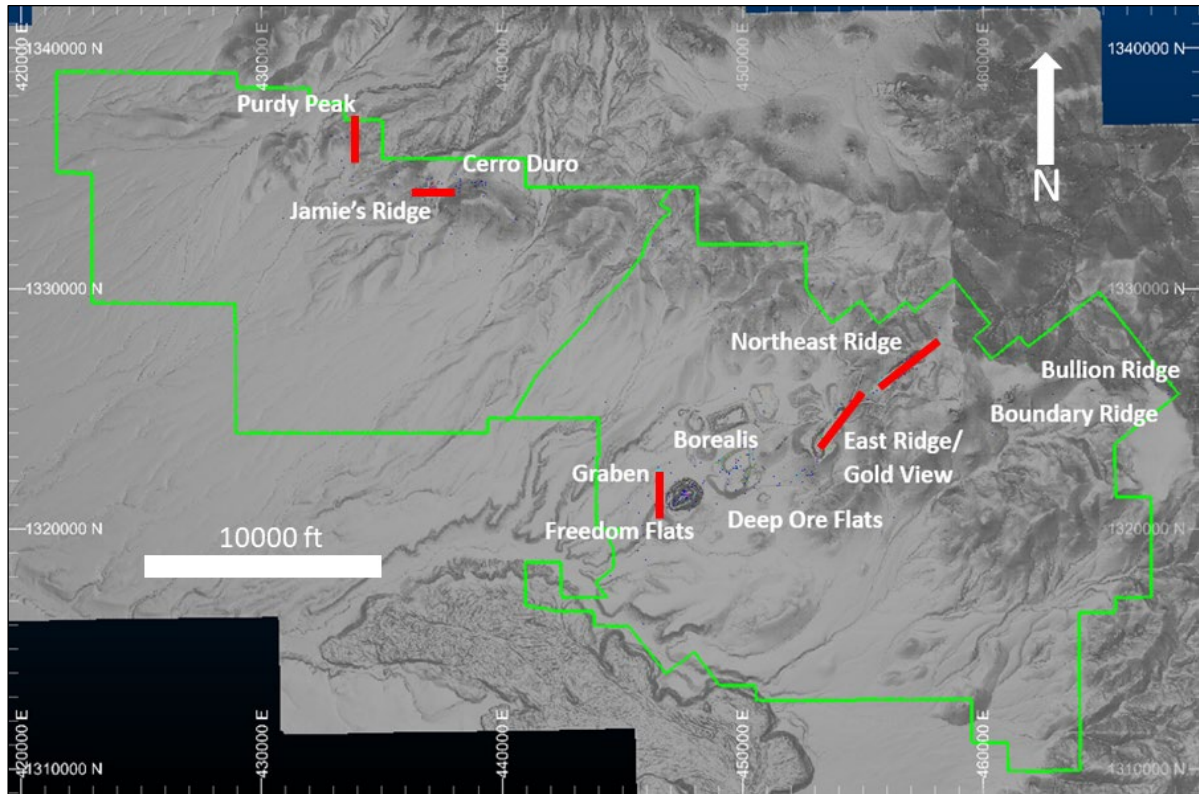 420000 E
430000 E
440000 E
450000 E
460000 E
1340000 N
1340000 N
Purdy Peak
Cerro Duro
Jamie's Ridge
N
1330000 N
1330000 N
Northeast Ridge
Bullion Ridge
Boundary Ridge
Borealis
East Ridge/
Gold View
Graben
Deep Ore Flats
Freedom Flats
1320000 N
1320000 N
10000 ft
420000 E
430000 E
440000 E
450000 E
460000 E
1310000 N
1310000 N